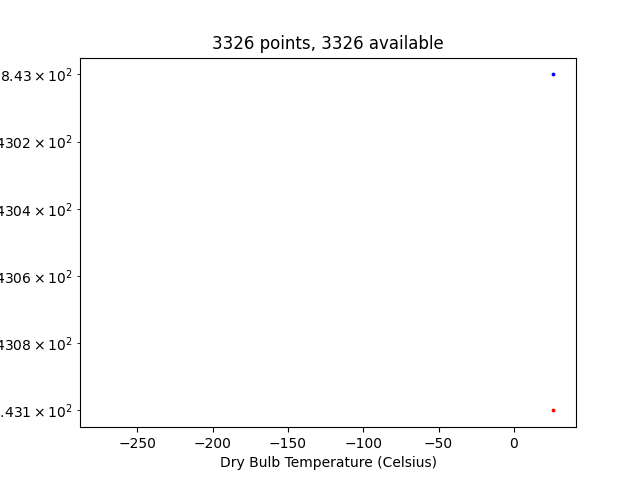 3326 points, 3326 available
8.43 × 10²
4302 × 10²
4304 × 10²
4306 × 10²
4308 × 10²
.431 × 10²
−250 −200 −150 −100 −50 0
Dry Bulb Temperature (Celsius)